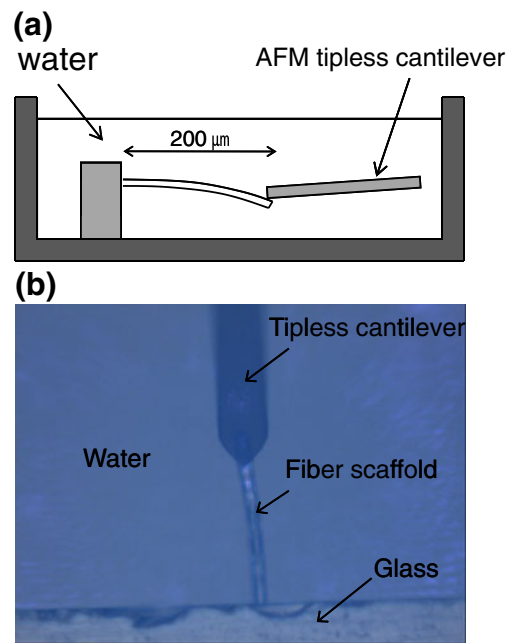 (a)
water
AFM tipless cantilever
200 μm
(b)
Tipless cantilever
Water
Fiber scaffold
Glass